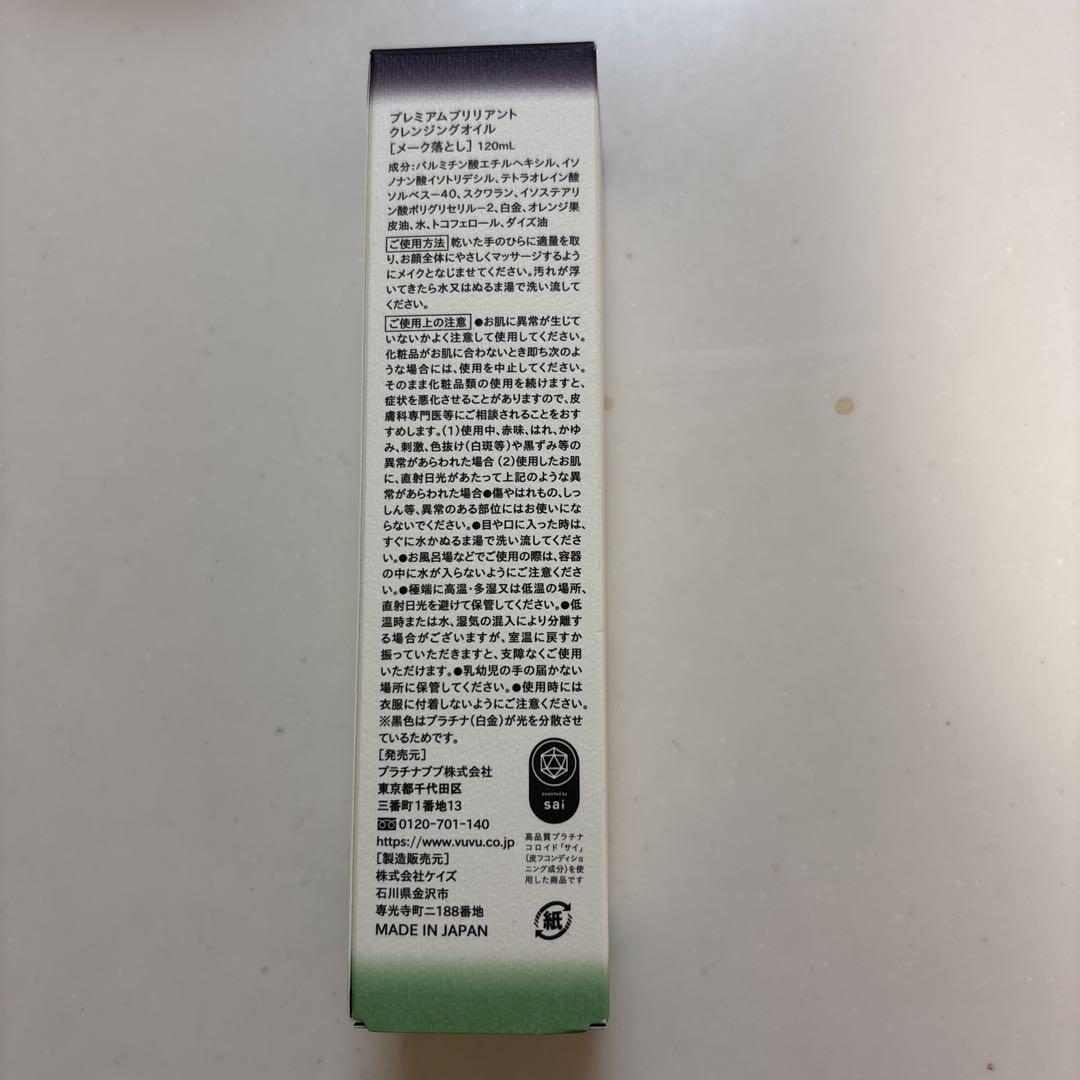 プレミアムブリリアント
クレンジングオイル
［メーク落とし］120mL
成分：パルミチン酸エチルヘキシル、イソ
ノナン酸イソトリデシル、テトラオレイン酸
ソルベス－40、スクワラン、イソステアリ
ン酸ポリグリセリル－2、白金、オレンジ果
皮油、水、トコフェロール、ダイズ油
ご使用方法 乾いた手のひらに適量を取
り、お顔全体にやさしくマッサージするよう
にメイクとなじませてください。汚れが浮
いてきたら水又はぬるま湯で洗い流して
ください。
ご使用上の注意 ●お肌に異常が生じて
いないかよく注意して使用してください。
化粧品がお肌に合わないとき即ち次のよ
うな場合には、使用を中止してください。
そのまま化粧品類の使用を続けますと、
症状を悪化させることがありますので、皮
膚科専門医等にご相談されることをおす
すめします。（1）使用中、赤味、はれ、かゆ
み、刺激、色抜け（白斑等）や黒ずみ等の
異常があらわれた場合（2）使用したお肌
に、直射日光があたって上記のような異
常があらわれた場合●傷やはれもの、しっ
しん等、異常のある部位にはお使いにな
らないでください。●目や口に入った時は、
すぐに水かぬるま湯で洗い流してくださ
い。●お風呂場などでご使用の際は、容器
の中に水が入らないようにご注意くださ
い。●極端に高温・多湿又は低温の場所、
直射日光を避けて保管してください。●低
温時または水、湿気の混入により分離す
る場合がございますが、室温に戻すか
振っていただきますと、支障なくご使用
いただけます。●乳幼児の手の届かない
場所に保管してください。●使用時には
衣服に付着しないようにご注意ください。
※黒色はプラチナ（白金）が光を分散させ
ているためです。
［発売元］
プラチナブブ株式会社
東京都千代田区
三番町1番地13
0120-701-140
https://www.vuvu.co.jp
［製造販売元］
株式会社ケイズ
石川県金沢市
専光寺町ニ188番地
MADE IN JAPAN
powered by
sai
高品質プラチナ
コロイド「サイ」
（皮フコンディショ
ニング成分）を使
用した商品です
紙